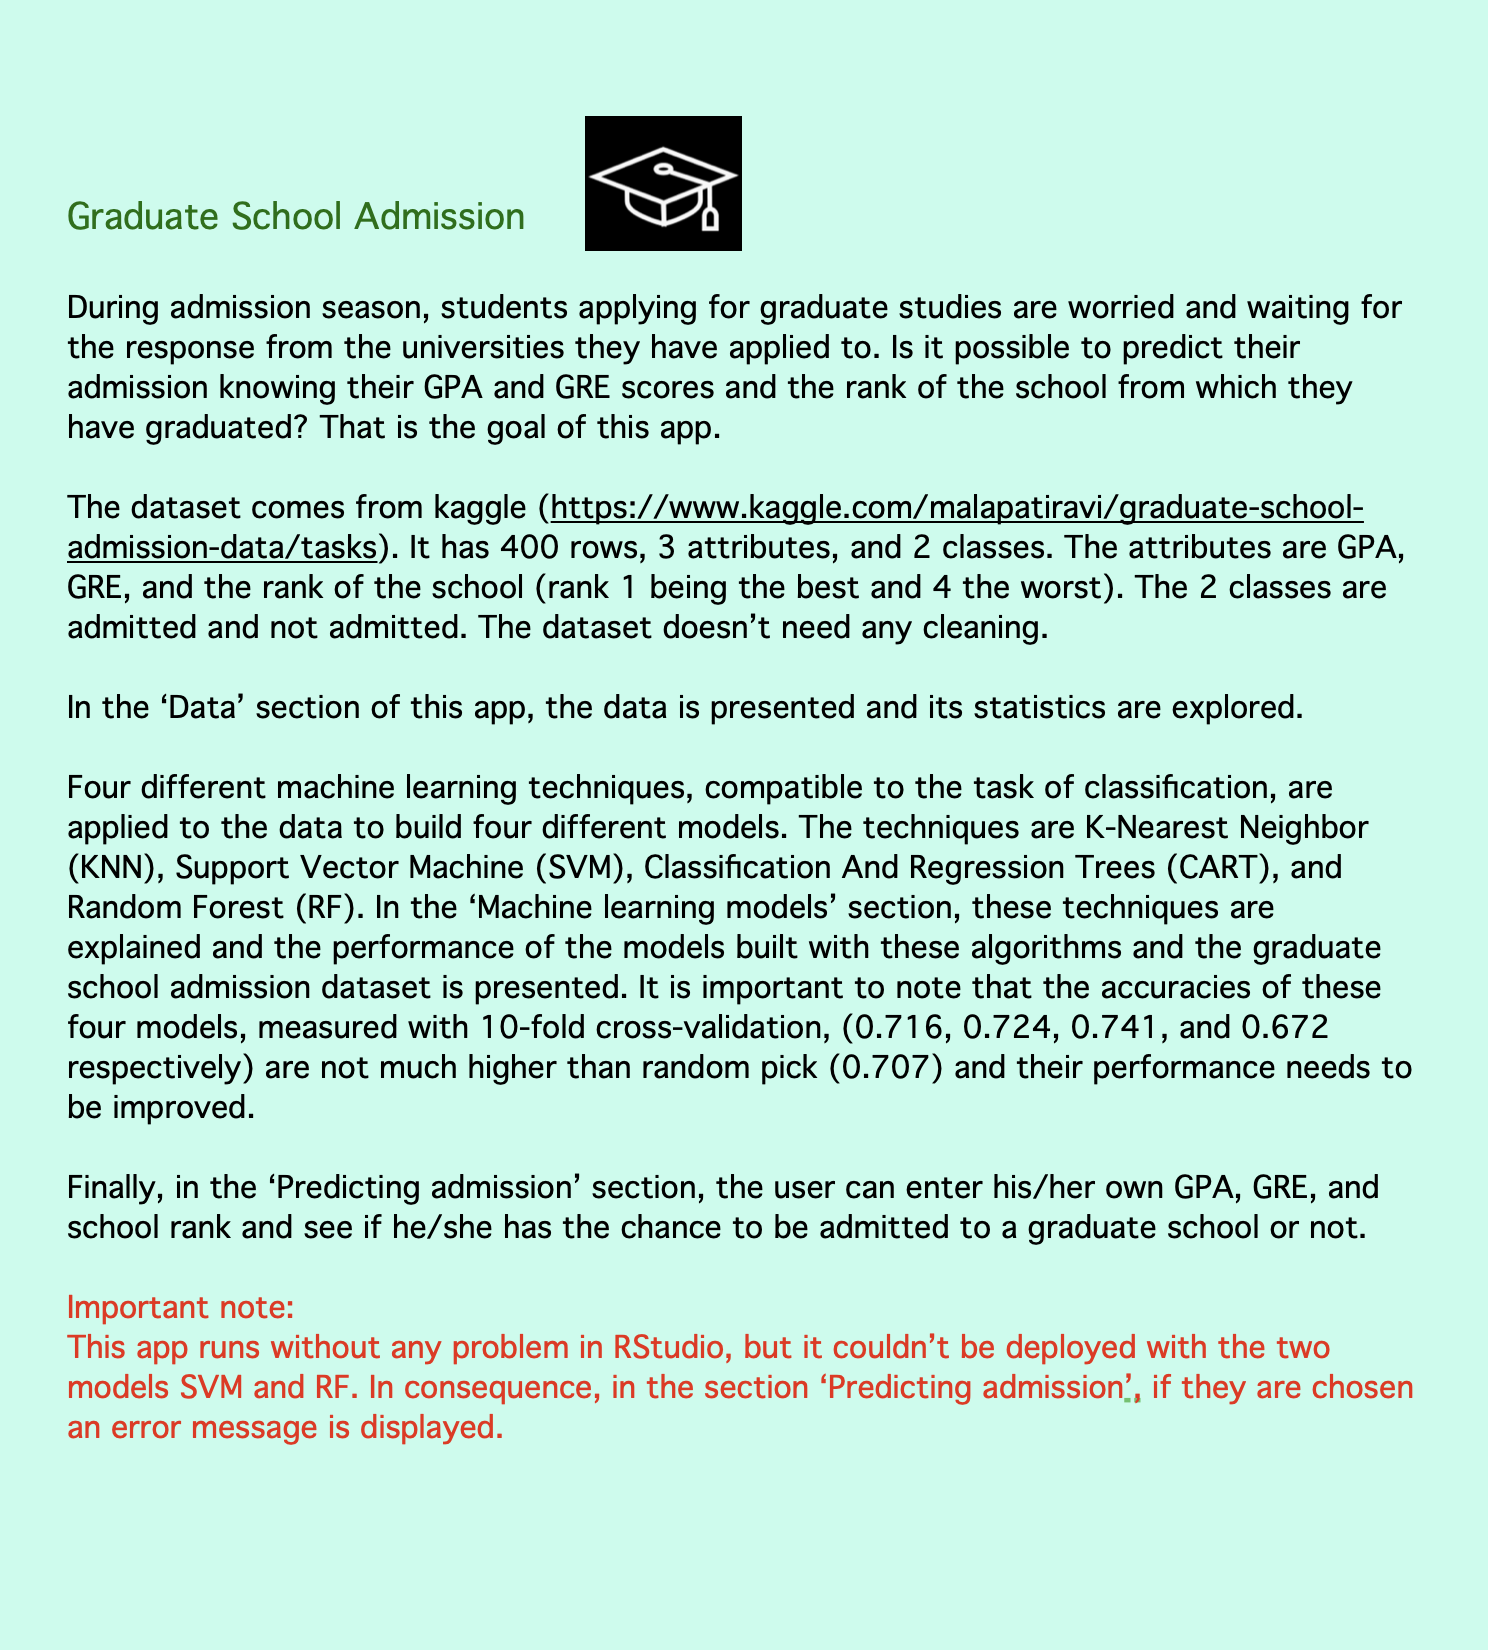 Graduate School Admission
During admission season, students applying for graduate studies are worried and waiting for
the response from the universities they have applied to. Is it possible to predict their
admission knowing their GPA and GRE scores and the rank of the school from which they
have graduated? That is the goal of this app.
The dataset comes from kaggle (https://www.kaggle.com/malapatiravi/graduate-school-
admission-data/tasks). It has 400 rows, 3 attributes, and 2 classes. The attributes are GPA,
GRE, and the rank of the school (rank 1 being the best and 4 the worst). The 2 classes are
admitted and not admitted. The dataset doesn’t need any cleaning.
In the ‘Data’ section of this app, the data is presented and its statistics are explored.
Four different machine learning techniques, compatible to the task of classification, are
applied to the data to build four different models. The techniques are K-Nearest Neighbor
(KNN), Support Vector Machine (SVM), Classification And Regression Trees (CART), and
Random Forest (RF). In the ‘Machine learning models’ section, these techniques are
explained and the performance of the models built with these algorithms and the graduate
school admission dataset is presented. It is important to note that the accuracies of these
four models, measured with 10-fold cross-validation, (0.716, 0.724, 0.741, and 0.672
respectively) are not much higher than random pick (0.707) and their performance needs to
be improved.
Finally, in the ‘Predicting admission’ section, the user can enter his/her own GPA, GRE, and
school rank and see if he/she has the chance to be admitted to a graduate school or not.
Important note:
This app runs without any problem in RStudio, but it couldn’t be deployed with the two
models SVM and RF. In consequence, in the section ‘Predicting admission’, if they are chosen
an error message is displayed.